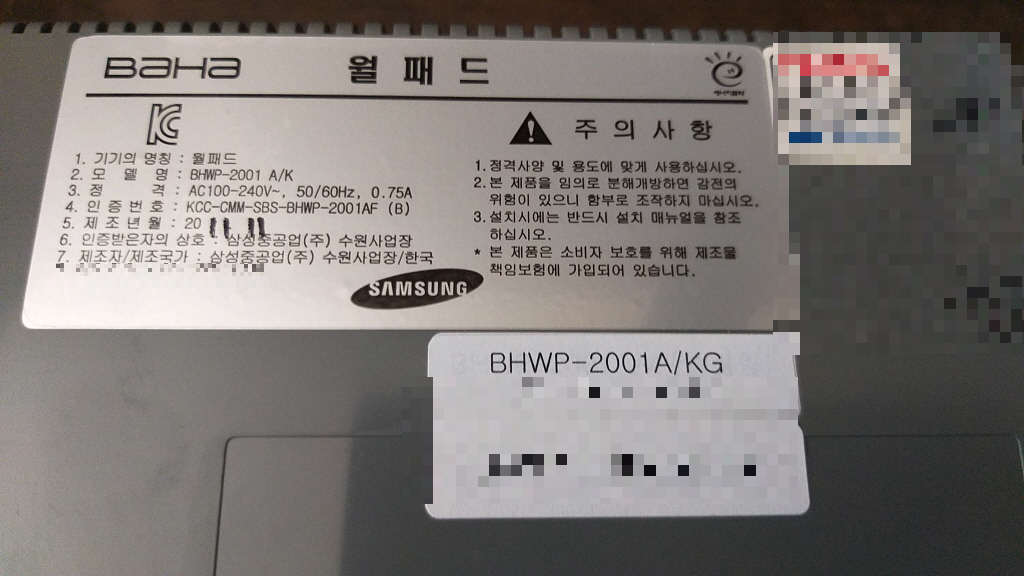 BaHa 월패드
에너지절약
KC
1. 기기의 명칭 : 월패드
2. 모 델 명 : BHWP-2001 A/K
3. 정 격 : AC100-240V~, 50/60Hz, 0.75A
4. 인 증 번 호 : KCC-CMM-SBS-BHWP-2001AF (B)
5. 제 조 년 월 : 20 11. 11
6. 인증받은자의 상호 : 삼성중공업(주) 수원사업장
7. 제조자/제조국가 : 삼성중공업(주) 수원사업장/한국
SAMSUNG
주 의 사 항
1. 정격사양 및 용도에 맞게 사용하십시오.
2. 본 제품을 임의로 분해개방하면 감전의
위험이 있으니 함부로 조작하지 마십시오.
3. 설치시에는 반드시 설치 매뉴얼을 참조
하십시오.
* 본 제품은 소비자 보호를 위해 제조물
책임보험에 가입되어 있습니다.
BHWP-2001A/KG